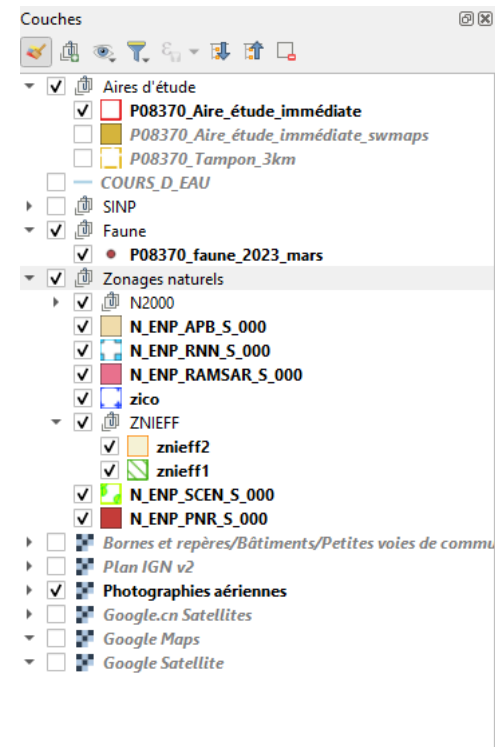 Couches
Aires d'étude
P08370_Aire_étude_immédiate
P08370_Aire_étude_immédiate_swmaps
P08370_Tampon_3km
COURS_D_EAU
SINP
Faune
P08370_faune_2023_mars
Zonages naturels
N2000
N_ENP_APB_S_000
N_ENP_RNN_S_000
N_ENP_RAMSAR_S_000
zico
ZNIEFF
znieff2
znieff1
N_ENP_SCEN_S_000
N_ENP_PNR_S_000
Bornes et repères/Bâtiments/Petites voies de commu
Plan IGN v2
Photographies aériennes
Google.cn Satellites
Google Maps
Google Satellite